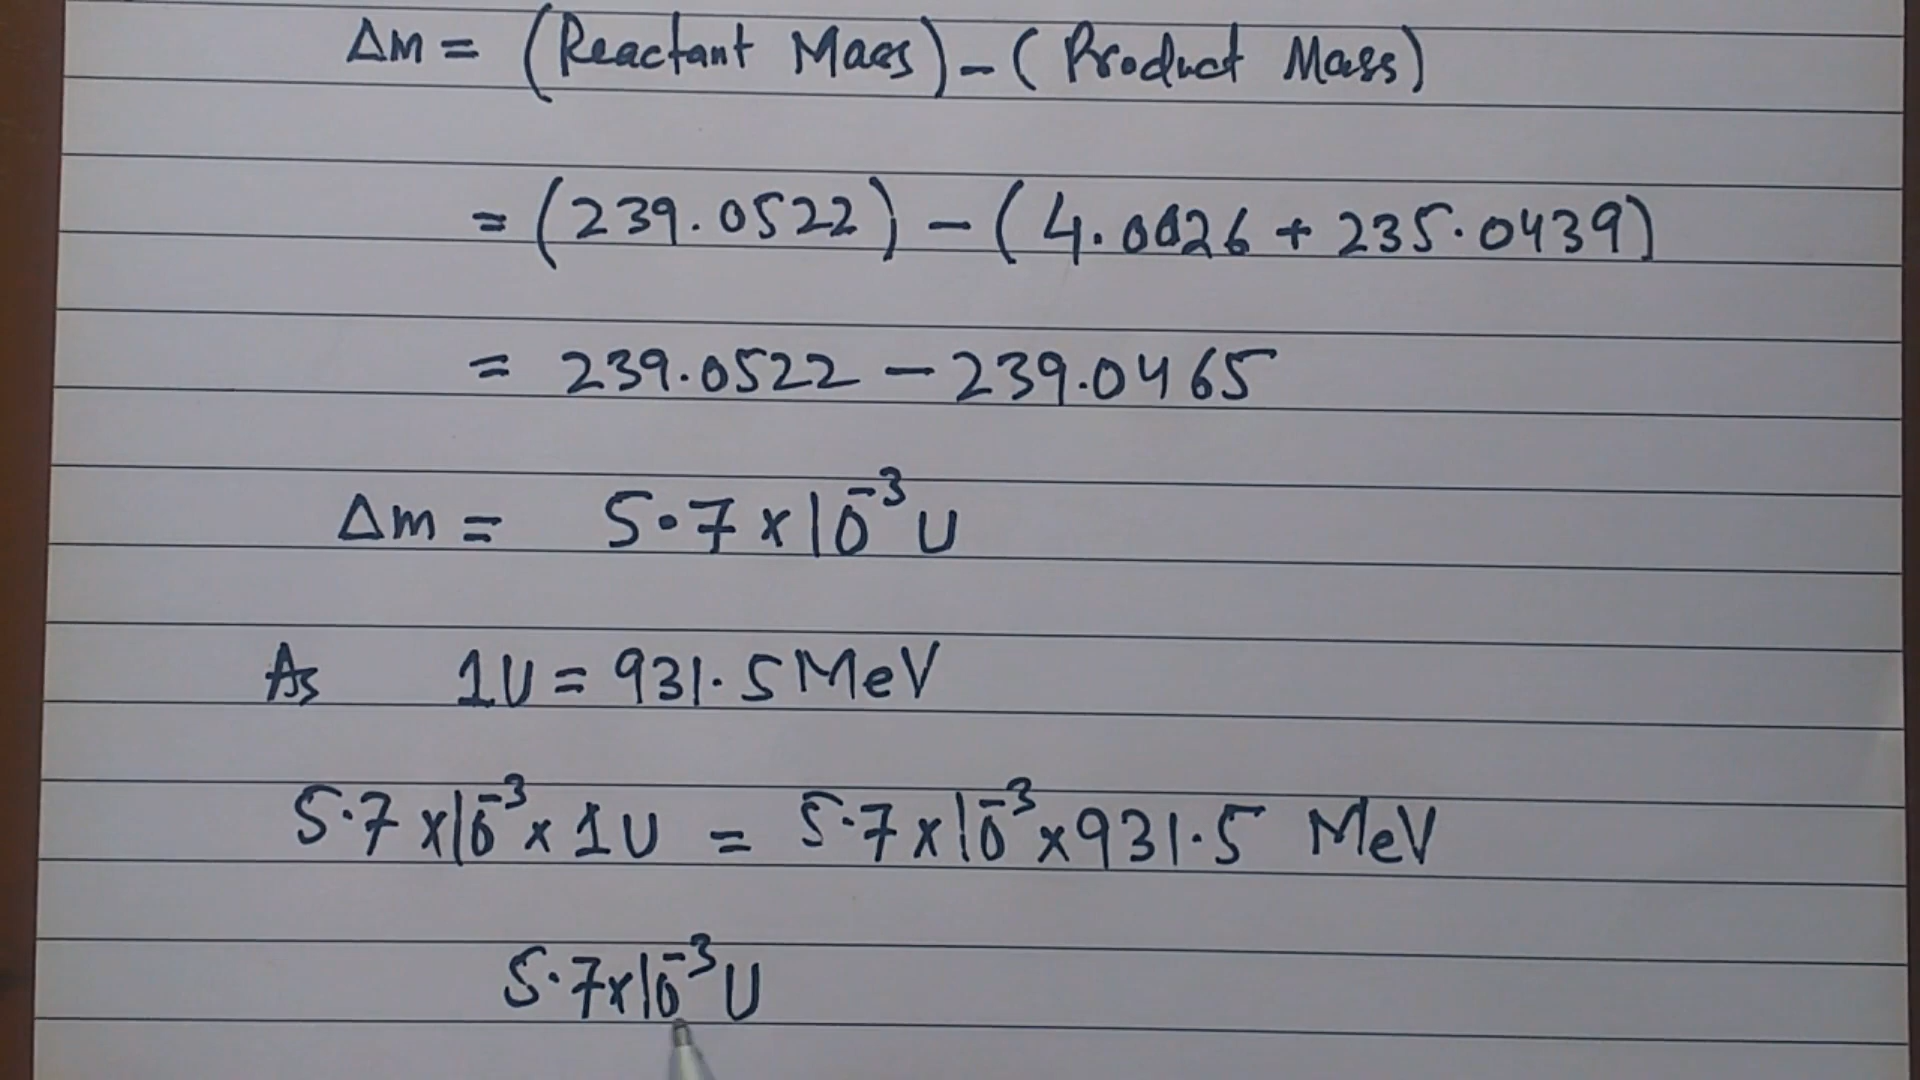 Δm = (Reactant Mass) - (Product Mass)
= (239.0522) - (4.0026 + 235.0439)
= 239.0522 - 239.0465
Δm = 5.7 x 10⁻³ U
As 1U = 931.5 MeV
5.7 x 10⁻³ x 1U = 5.7 x 10⁻³ x 931.5 MeV
5.7 x 10⁻³ U